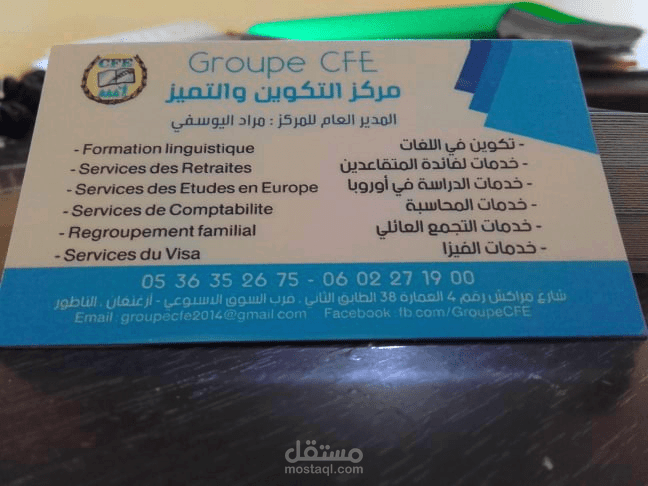 CFE
Groupe CFE
مركز التكوين والتميز
المدير العام للمركز : مراد اليوسفي
- Formation linguistique
- Services des Retraites
- Services des Etudes en Europe
- Services de Comptabilite
- Regroupement familial
- Services du Visa
- تكوين في اللغات
- خدمات لفائدة المتقاعدين
- خدمات الدراسة في أوروبا
- خدمات المحاسبة
- خدمات التجمع العائلي
- خدمات الفيزا
05 36 35 26 75 - 06 02 27 19 00
شارع مراكش رقم 4 العمارة 38 الطابق الثاني . قرب السوق الاسبوعي - أزغنغان . الناظور
Email : groupecfe2014@gmail.com Facebook : fb.com/GroupeCFE
مستقل
mostaql.com